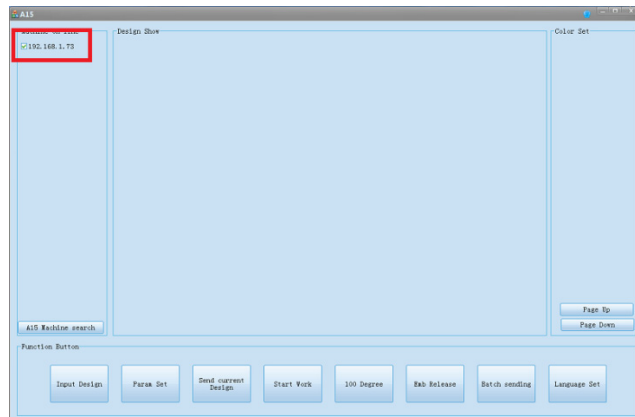 A15
Design Show
Color Set
192.168.1.73
Page Up
Page Down
A15 Machine search
Function Button
Input Design
Param Set
Send current
Design
Start Work
100 Degree
Emb Release
Batch sending
Language Set